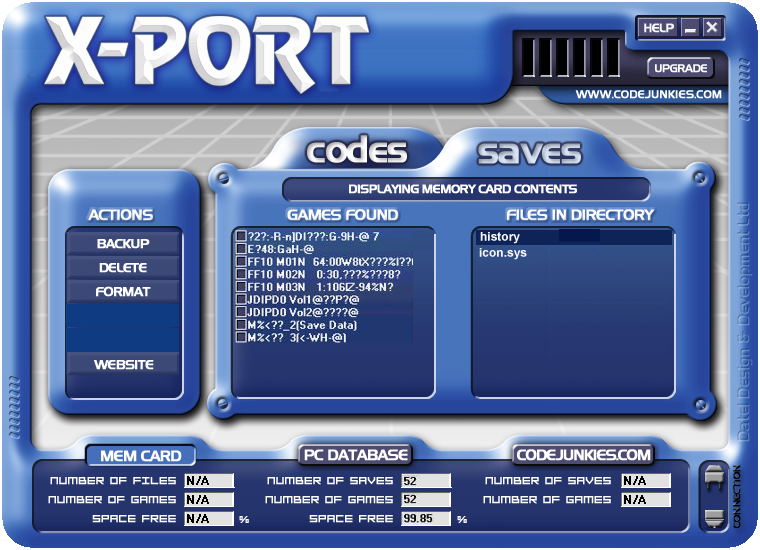 X-PORT
HELP
UPGRADE
WWW.CODEJUNKIES.COM
codes
saves
DISPLAYING MEMORY CARD CONTENTS
ACTIONS
BACKUP
DELETE
FORMAT
WEBSITE
GAMES FOUND
?2?:-R-n]DI???:G-9H-@ 7
E?48:GaH-@
FF10 M01N 64:00W8tX???%I??(
FF10 M02N 0:30,???%???8?
FF10 M03N 1:106IZ-94%N?
JDIPD0 Vol1@??P?@
JDIPD0 Vol2@????@
M%<??_2(Save Data)
M%<??_3(<-WH-@)
FILES IN DIRECTORY
history
icon.sys
Datel Design & Development Ltd
MEM CARD
NUMBER OF FILES N/A
NUMBER OF GAMES N/A
SPACE FREE N/A %
PC DATABASE
NUMBER OF SAVES 52
NUMBER OF GAMES 52
SPACE FREE 99.85 %
CODEJUNKIES.COM
NUMBER OF SAVES N/A
NUMBER OF GAMES N/A
CONNECTION